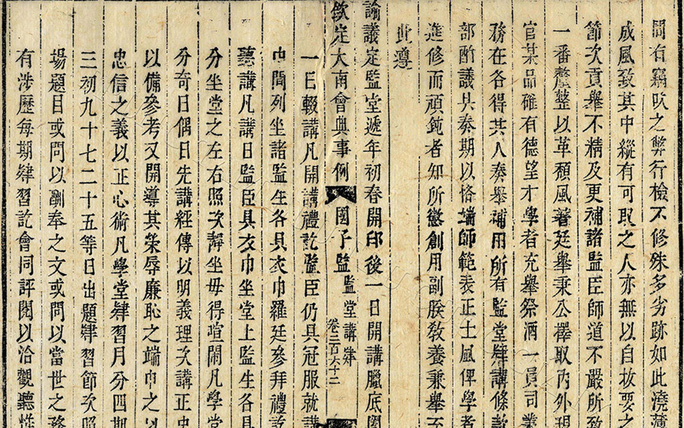 間有竊吹之弊行檢不修殊多劣跡如此澆薄
成風致其中縱有可取之人亦無以自拔要之
節次貢舉不精及更補諸監臣師道不嚴所致
一番釐整以革頹風著廷舉秉公擇取內外現
官某品確有德望才學者充舉祭酒一員司業
務在各得其人奏舉補用所有監堂肄講條款
部酌議具奏期以恪端師範表正士風俾學者
進修而頑鈍者知所懲創用副朕敎養兼舉至
此遵
諭議定監堂遞年初春開印後一日開講臘底
欽定大南會典事例 國子監 監堂講肄 卷二百六十二
一日輟講凡開講禮訖監臣仍具冠服就講
中間列坐諸監生各具衣巾羅廷參拜禮訖
聽講凡講日監臣具衣巾坐堂上監生各具
分坐堂之左右照次坐毋得喧鬧凡學堂
分奇日偶日先講經傳以明義理次講正史
以備參考又開導其榮辱廉恥之端巾之以
忠信之義以正心術凡學堂肄習月分四期
三初九十七二十五等日出題肄習節次照
場題目或問以制奉之文或問以當世之務
有涉歷每期肄習訖會同評閱以洽觀聽性